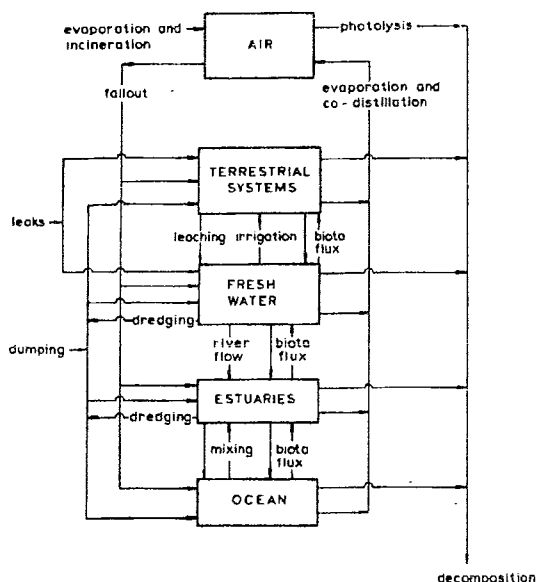 evaporation and
incineration
AIR
photolysis
fallout
evaporation and
co-distillation
TERRESTRIAL
SYSTEMS
leaks
leaching irrigation
biota
flux
FRESH
WATER
dredging
dumping
river
flow
biota
flux
ESTUARIES
dredging
mixing
biota
flux
OCEAN
decomposition